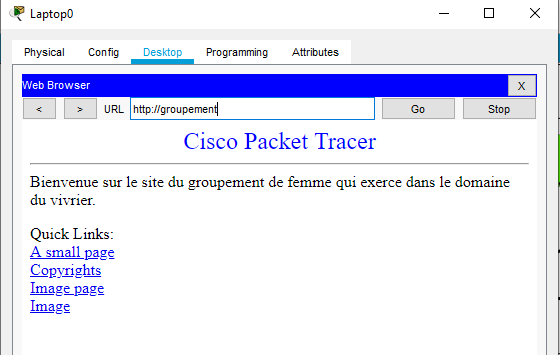 Laptop0
Physical Config Desktop Programming Attributes
Web Browser X
< > URL http://groupement Go Stop
Cisco Packet Tracer
Bienvenue sur le site du groupement de femme qui exerce dans le domaine
du vivrier.
Quick Links:
A small page
Copyrights
Image page
Image